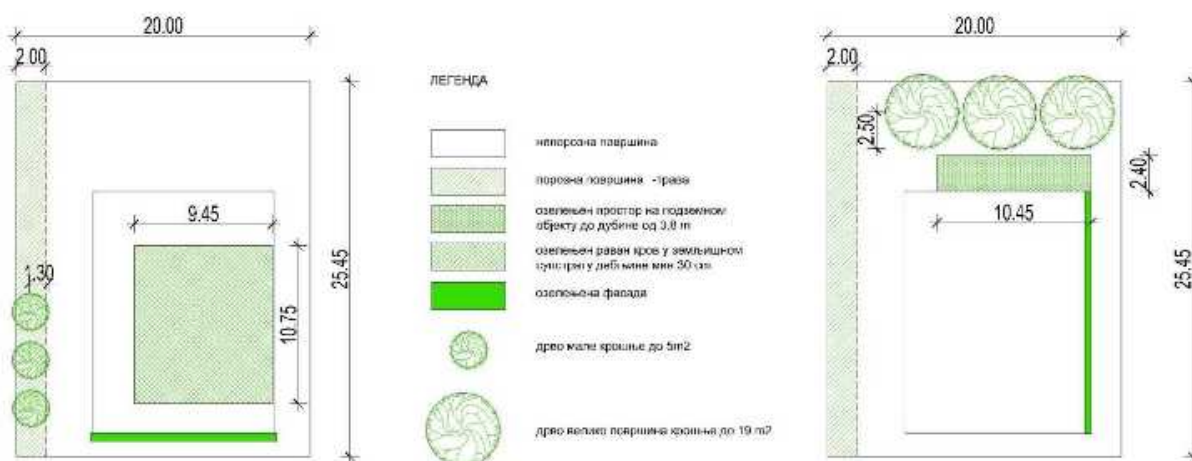 20.00
2.00
1.30
9.45
10.75
25.45
ЛЕГЕНДА
непорозна површина
порозна површина -трава
озелењен простор на подземном
објекту до дубине од 3,8 m
озелењен раван кров у земљишном
супстрату дебљине мин 30 cm
озелењена фасада
дрво мале крошње до 5m2
дрво велико површина крошње до 19 m2
20.00
2.00
2.50
2.40
10.45
25.45